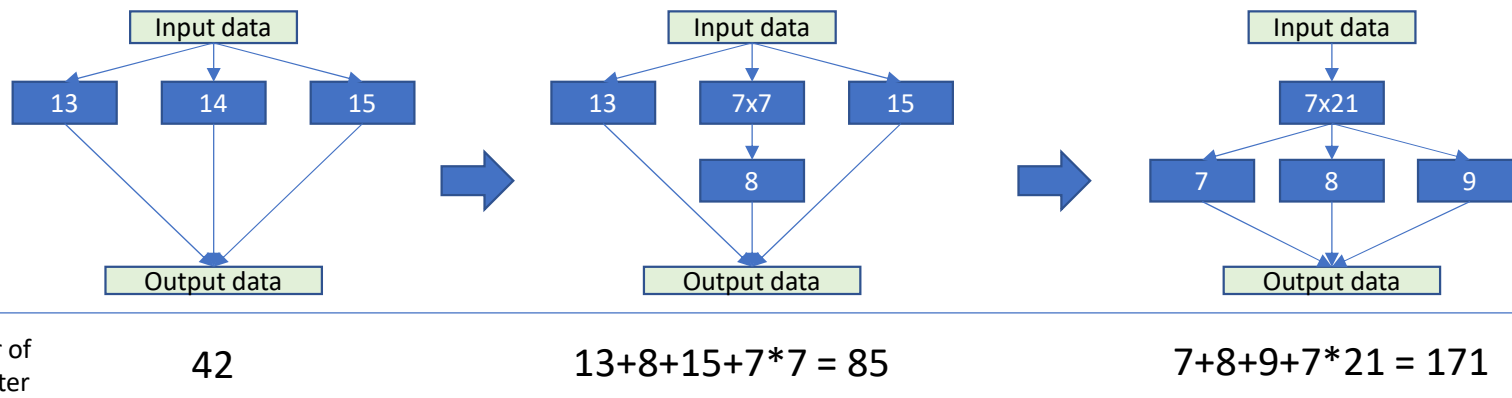 Input data
Input data
Input data
13
14
15
13
7x7
15
7x21
8
7
8
9
Output data
Output data
Output data
of
42
13+8+15+7*7 = 85
7+8+9+7*21 = 171